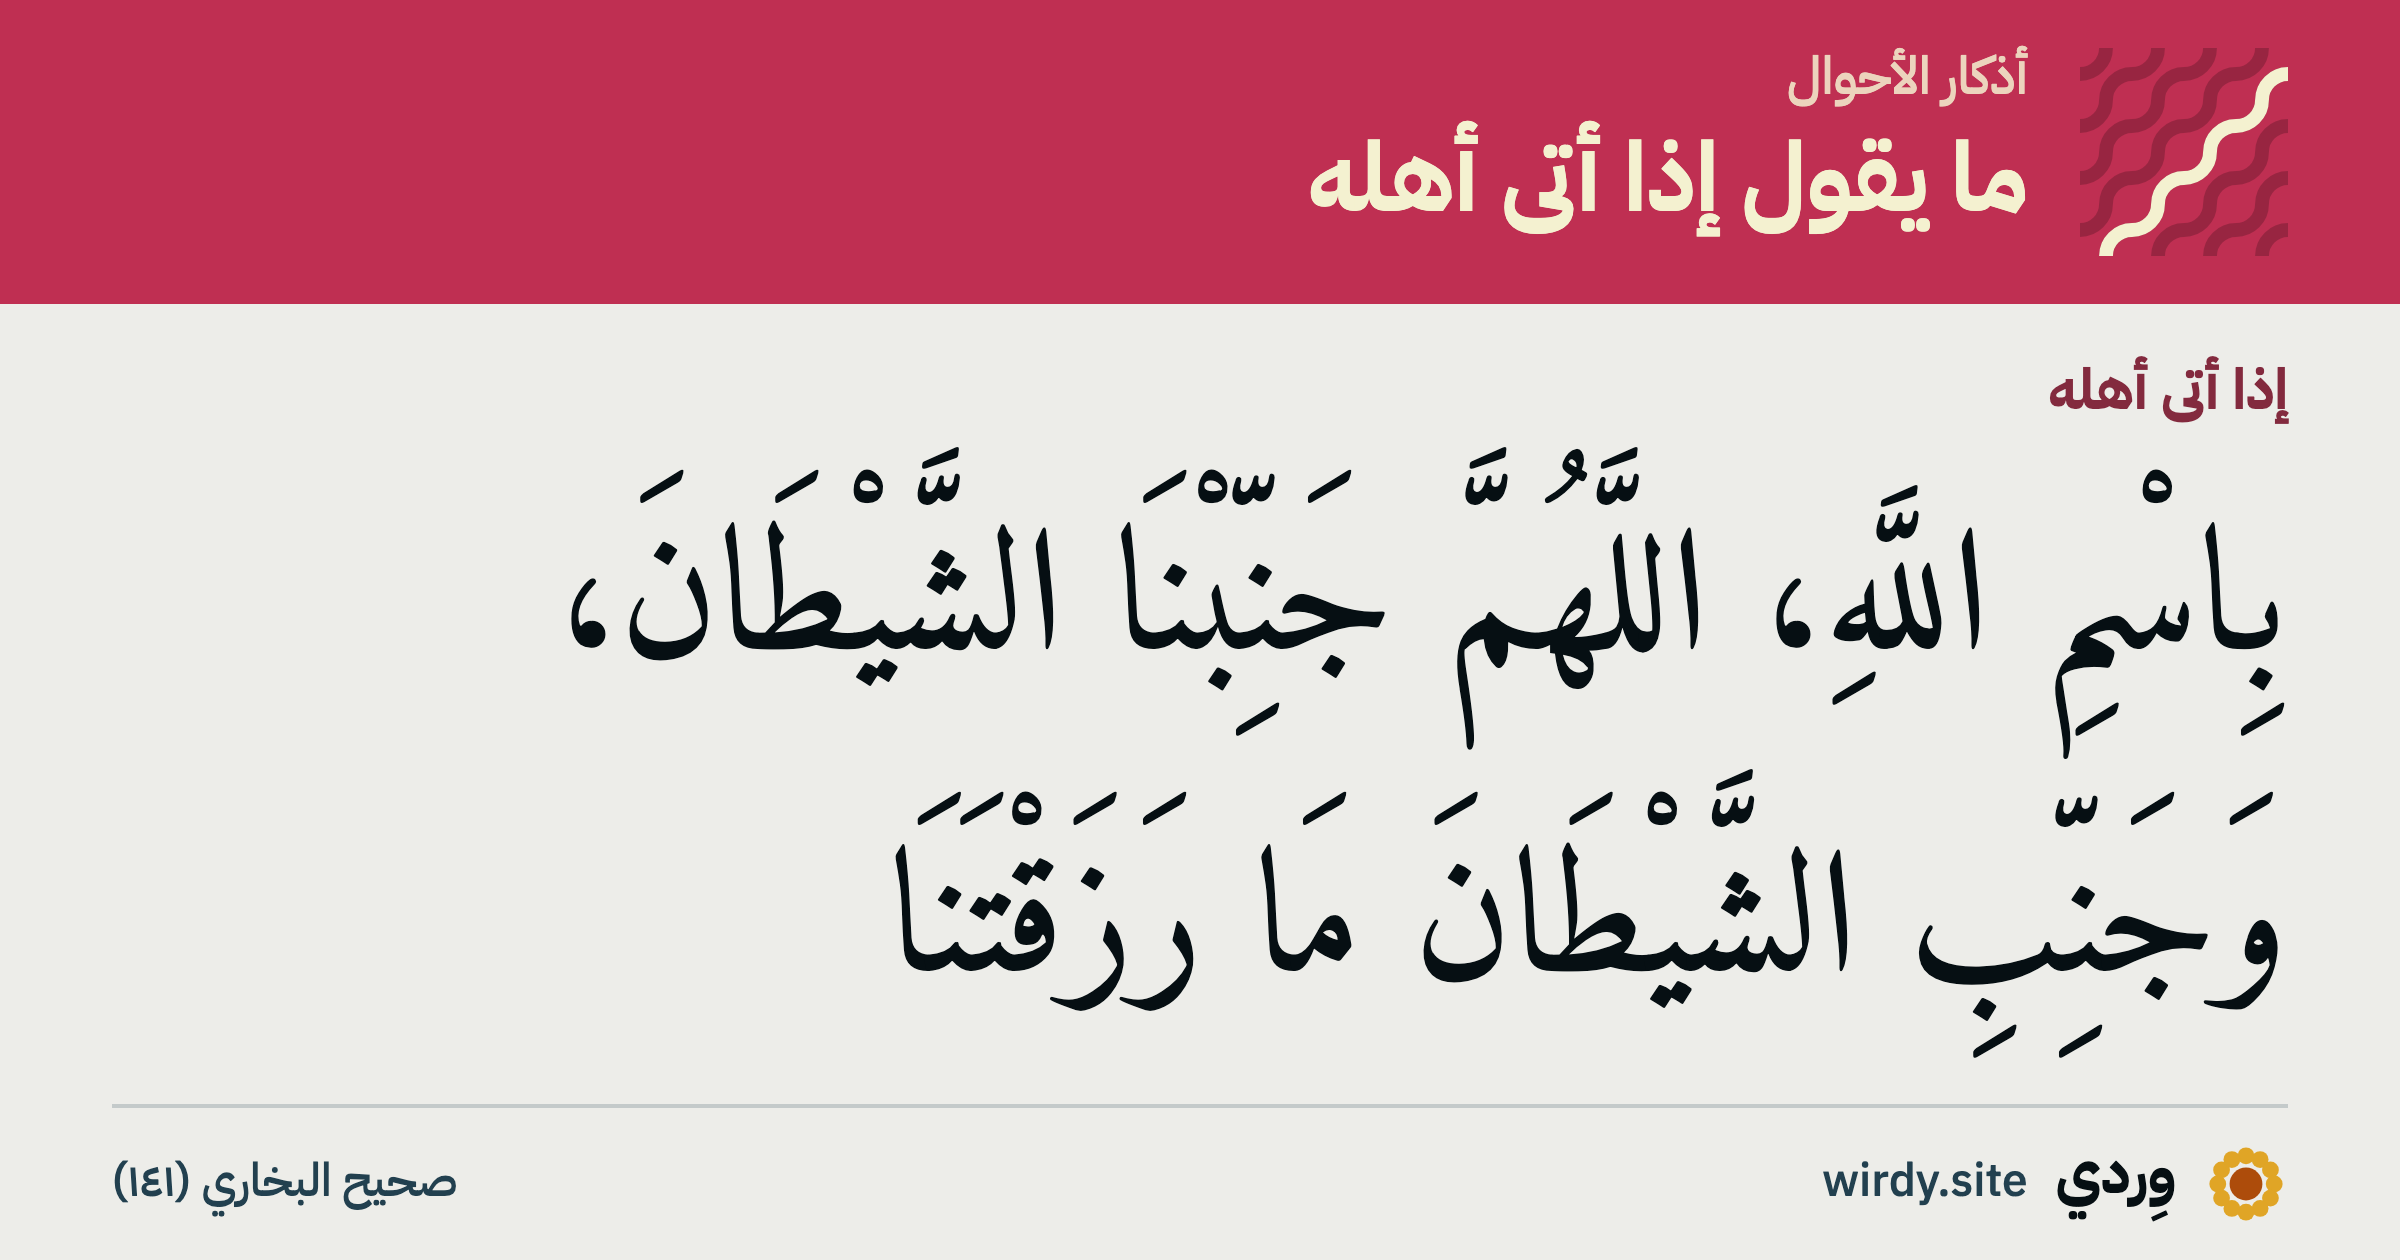 أذكار الأحوال
ما يقول إذا أتى أهله
إذا أتى أهله
بِاسْمِ اللَّهِ، اللَّهُمَّ جَنِّبْنَا الشَّيْطَانَ،
وَجَنِّبِ الشَّيْطَانَ مَا رَزَقْتَنَا
وِردي wirdy.site
صحيح البخاري (١٤١)